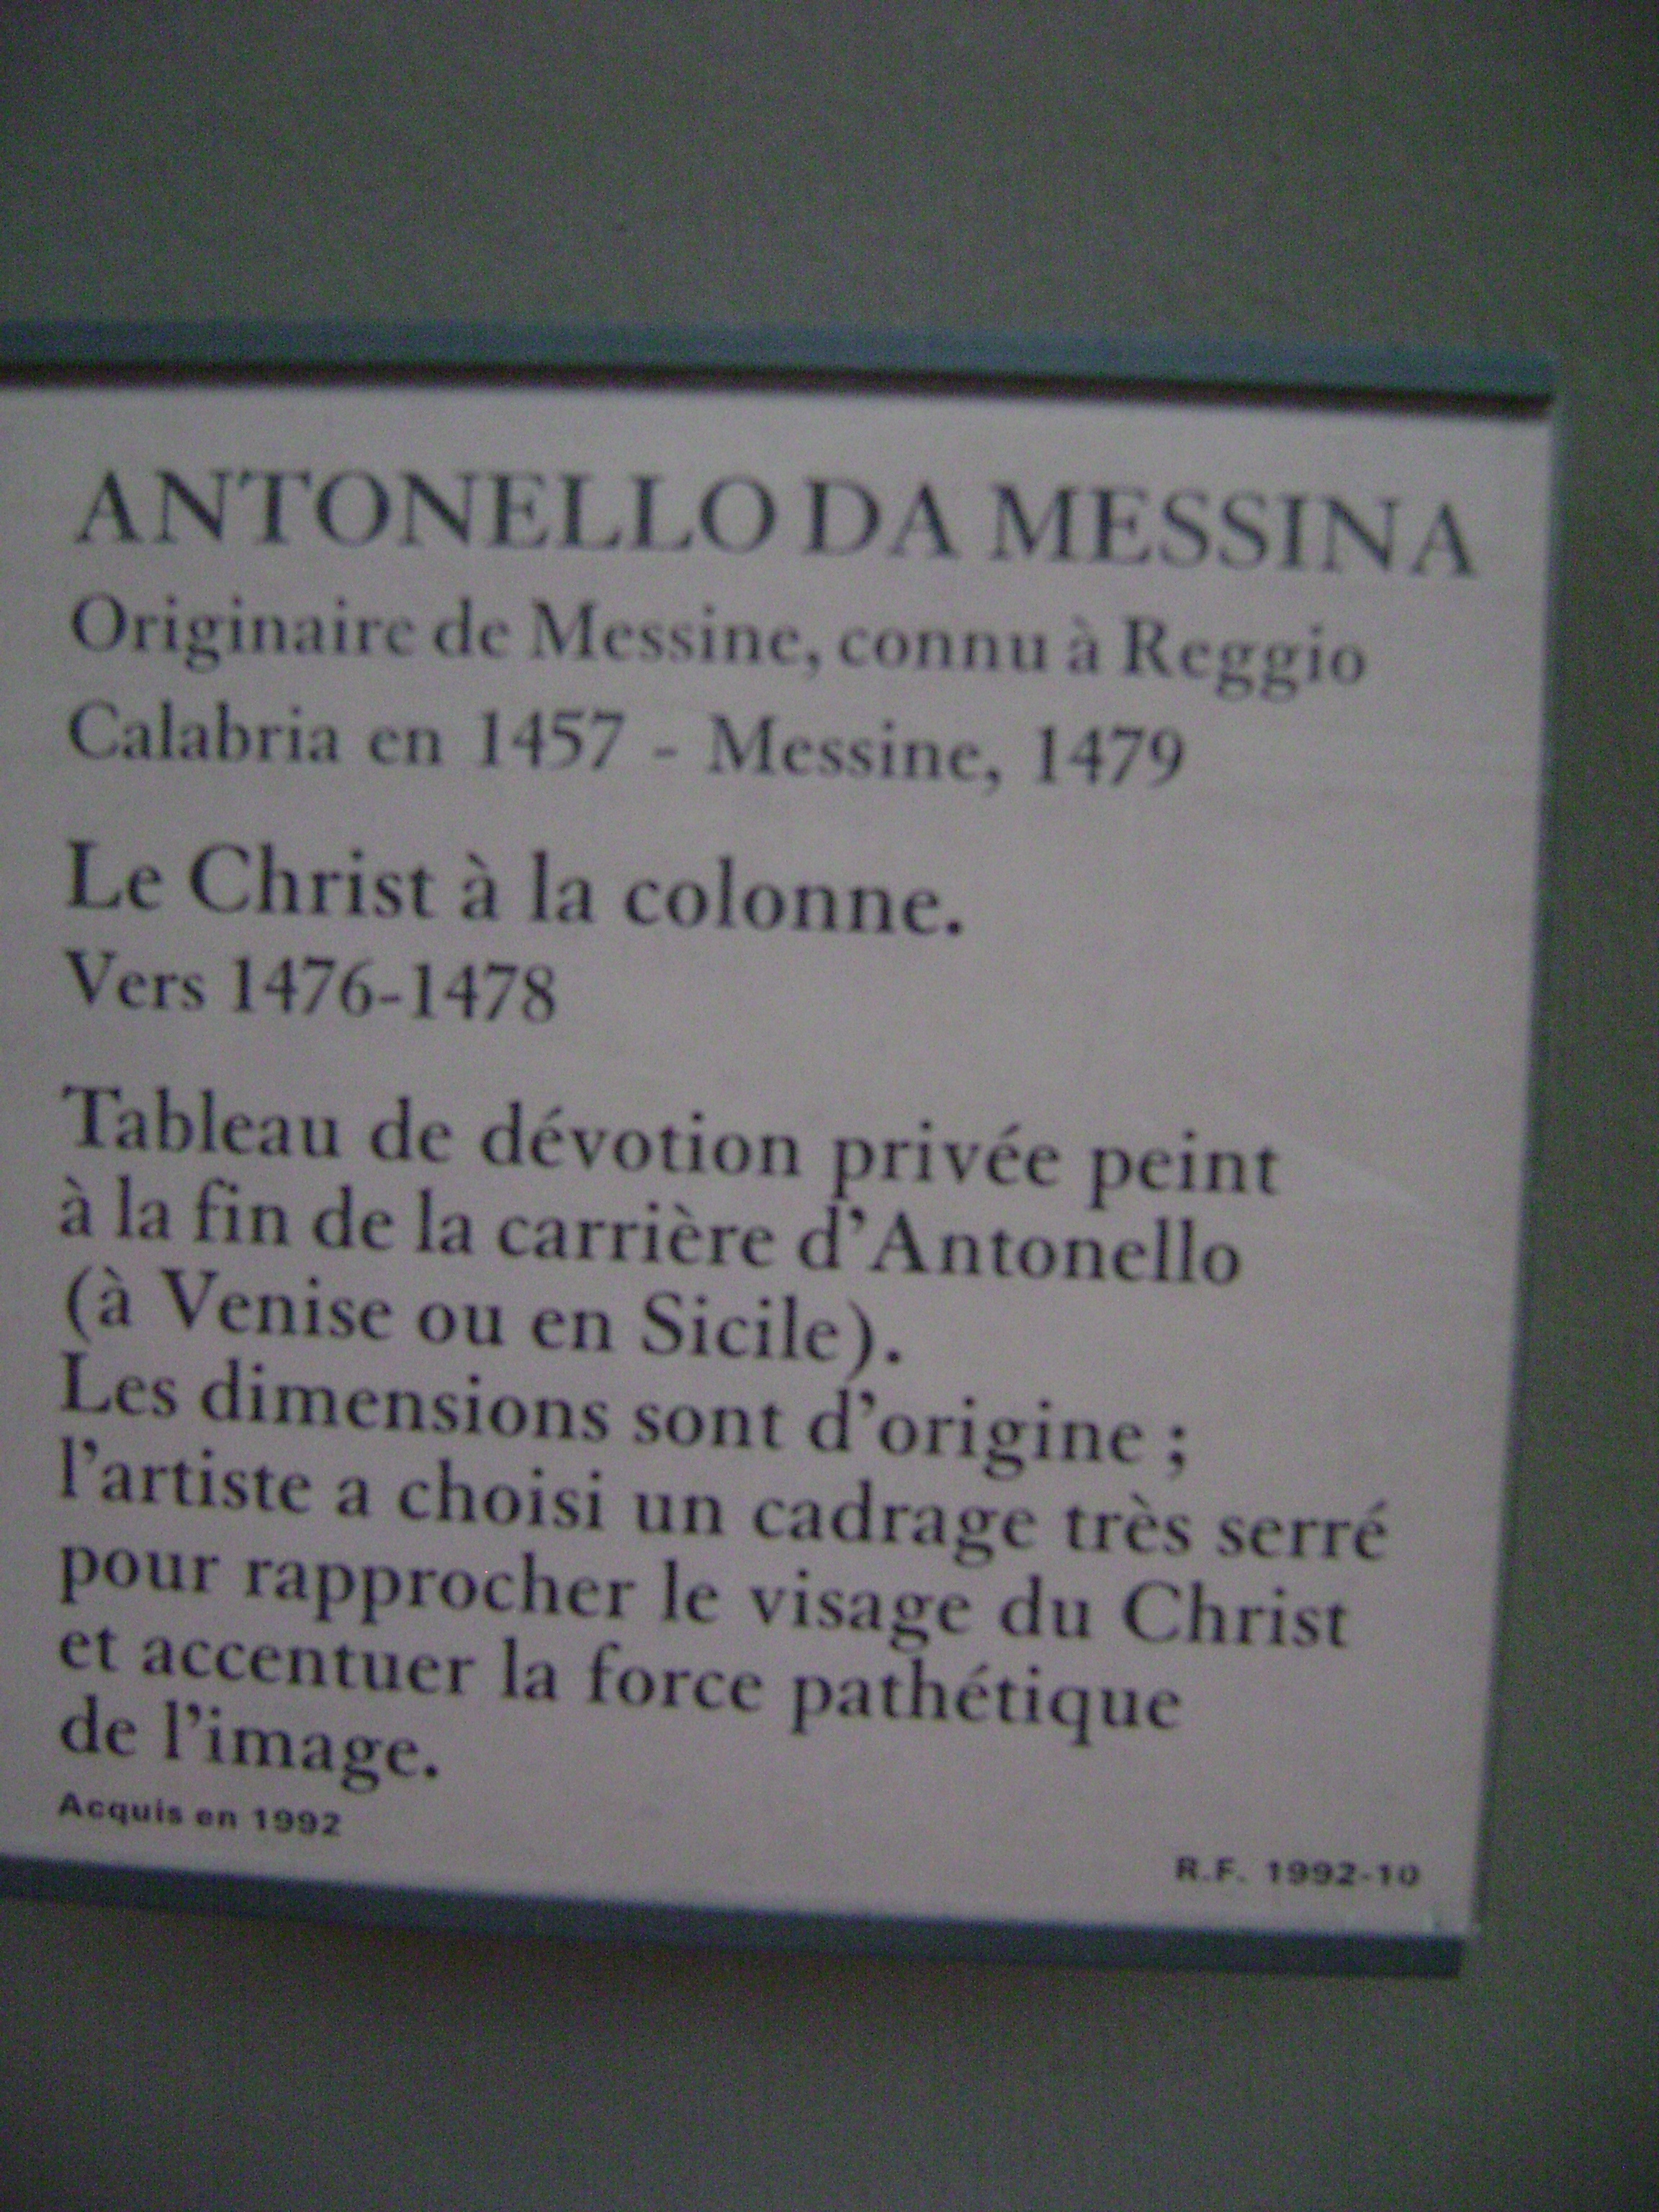 ANTONELLO DA MESSINA
Originaire de Messine, connu à Reggio
Calabria en 1457 - Messine, 1479
Le Christ à la colonne.
Vers 1476-1478
Tableau de dévotion privée peint
à la fin de la carrière d'Antonello
(à Venise ou en Sicile).
Les dimensions sont d'origine ;
l'artiste a choisi un cadrage très serré
pour rapprocher le visage du Christ
et accentuer la force pathétique
de l'image.
Acquis en 1992
R.F. 1992-10